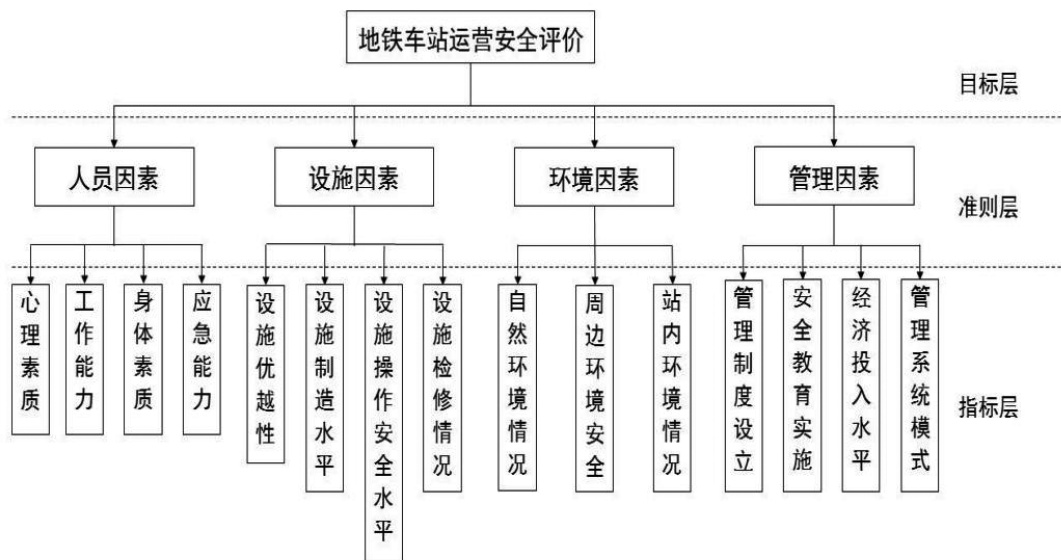 地铁车站运营安全评价
目标层
人员因素
设施因素
环境因素
管理因素
准则层
心理素质
工作能力
身体素质
应急能力
设施优越性
设施制造水平
设施操作安全水平
设施检修情况
自然环境情况
周边环境安全
站内环境情况
管理制度设立
安全教育实施
经济投入水平
管理系统模式
指标层